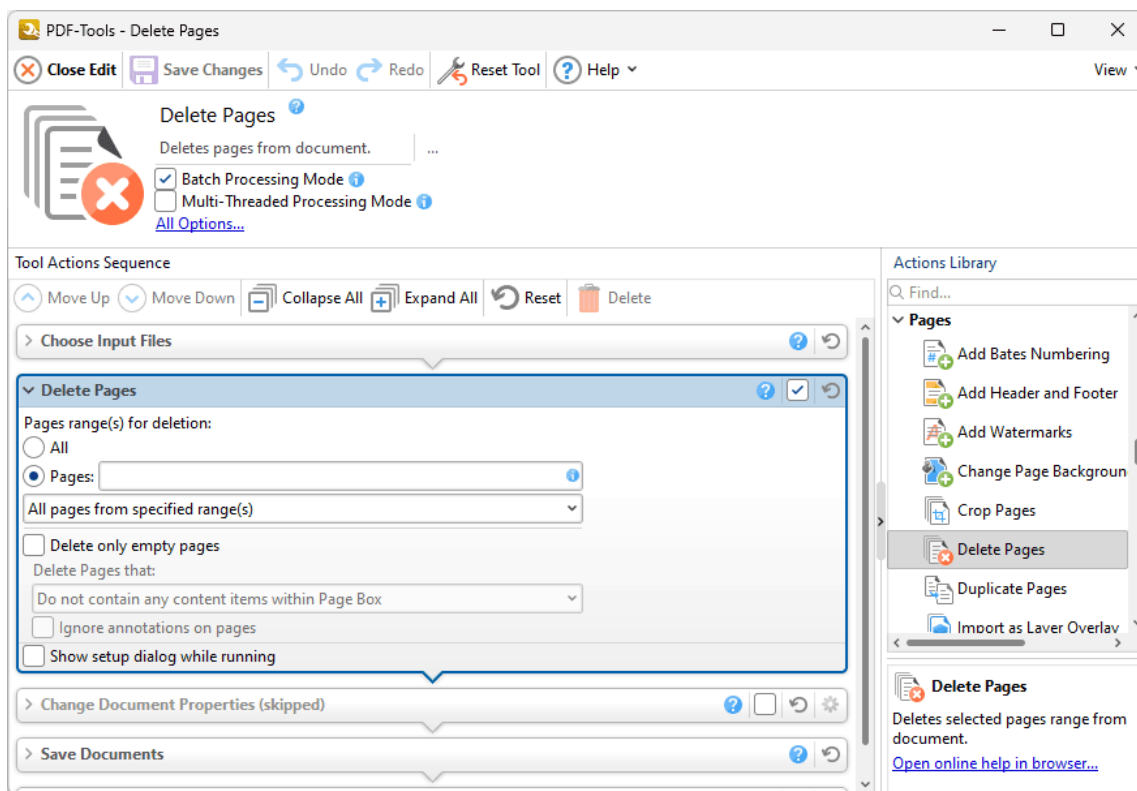 PDF-Tools - Delete Pages
Close Edit Save Changes Undo Redo Reset Tool ? Help View
Delete Pages ?
Deletes pages from document. ...
Batch Processing Mode
Multi-Threaded Processing Mode
All Options...
Tool Actions Sequence
Move Up Move Down Collapse All Expand All Reset Delete
Choose Input Files ?
Delete Pages ?
Pages range(s) for deletion:
All
Pages:
All pages from specified range(s)
Delete only empty pages
Delete Pages that:
Do not contain any content items within Page Box
Ignore annotations on pages
Show setup dialog while running
Change Document Properties (skipped) ?
Save Documents ?
Actions Library
Find...
Pages
Add Bates Numbering
Add Header and Footer
Add Watermarks
Change Page Backgroun
Crop Pages
Delete Pages
Duplicate Pages
Import as Layer Overlay
Delete Pages
Deletes selected pages range from
document.
Open online help in browser...